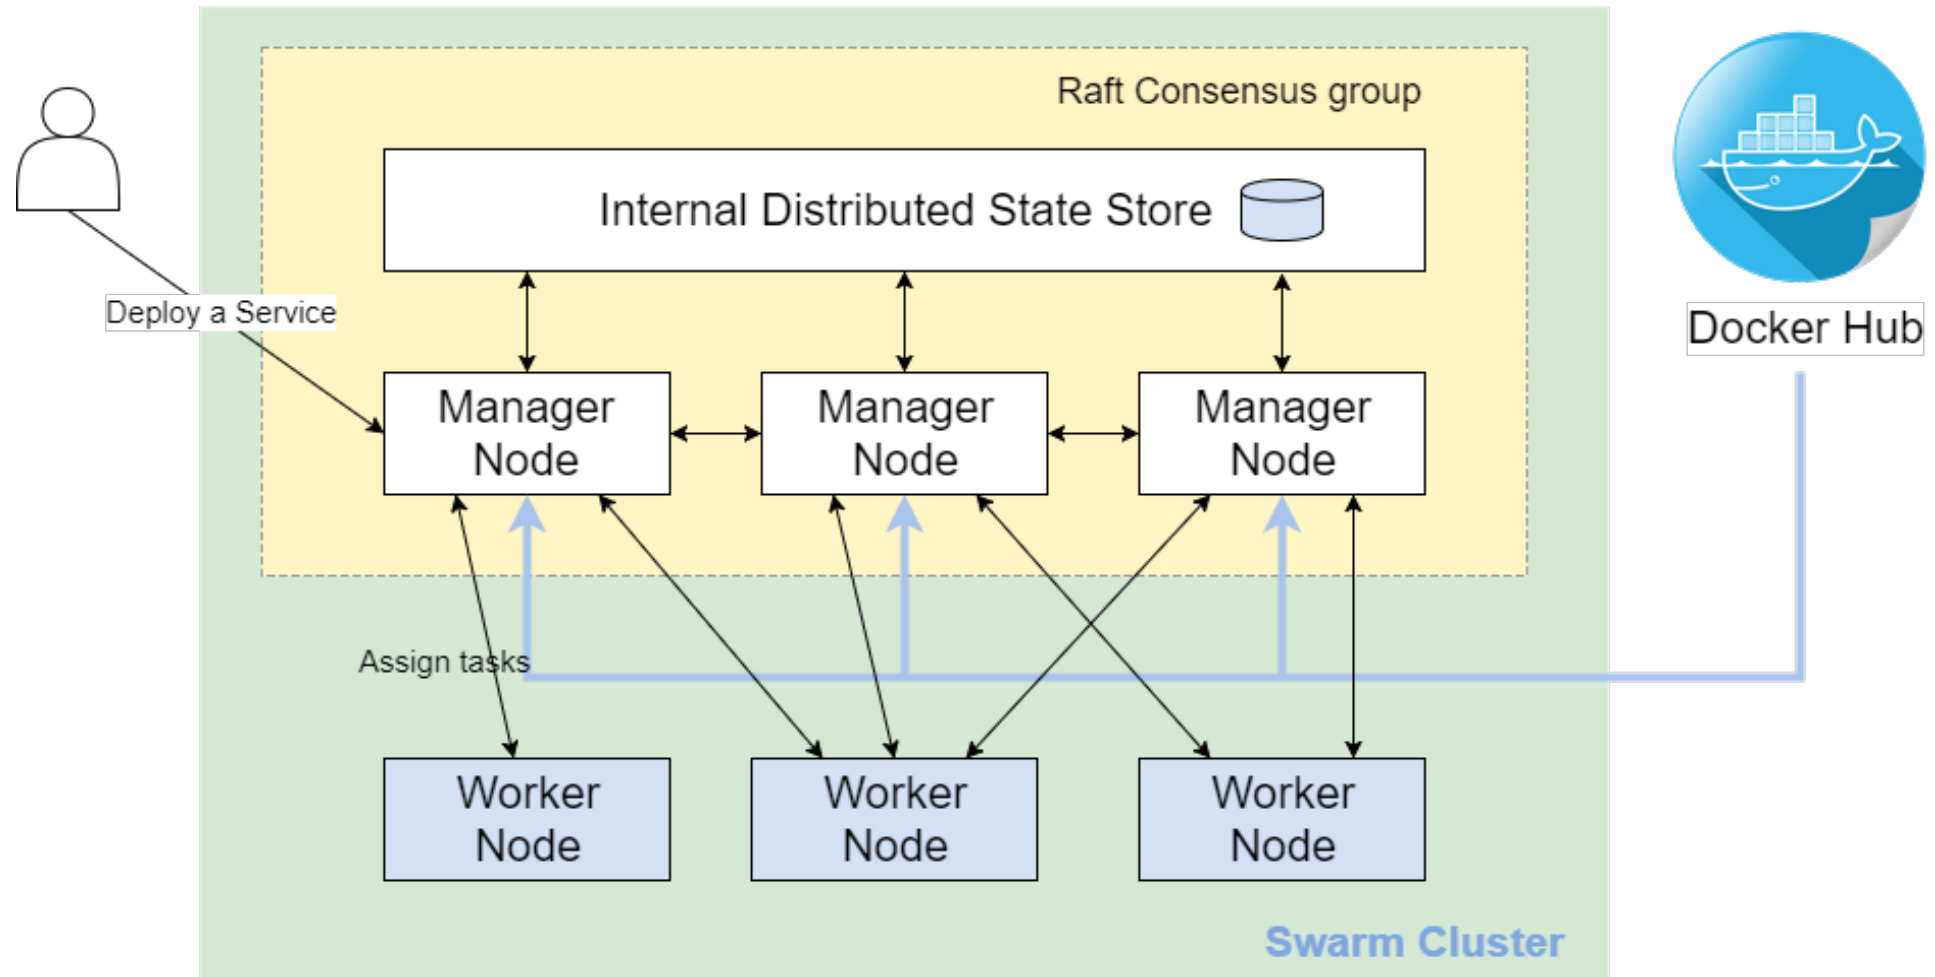 Raft Consensus group
Internal Distributed State Store
Docker Hub
Deploy a Service
Manager
Node
Manager
Node
Manager
Node
Assign tasks
Worker
Node
Worker
Node
Worker
Node
Swarm Cluster